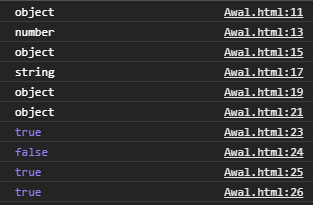 object Awal.html:11
number Awal.html:13
object Awal.html:15
string Awal.html:17
object Awal.html:19
object Awal.html:21
true Awal.html:23
false Awal.html:24
true Awal.html:25
true Awal.html:26